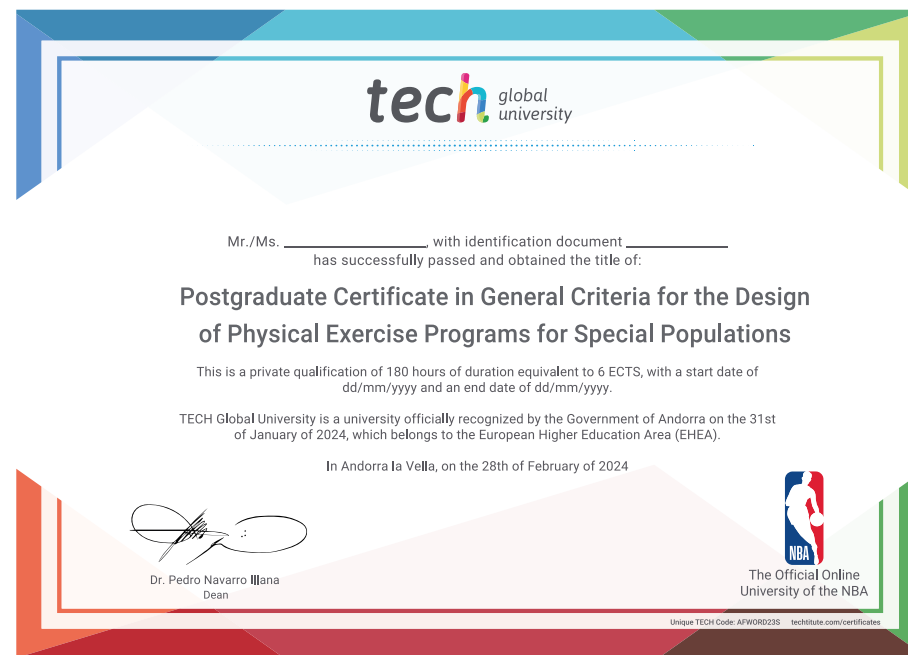 tech global university
Mr./Ms. ____________, with identification document ____________
has successfully passed and obtained the title of:
Postgraduate Certificate in General Criteria for the Design
of Physical Exercise Programs for Special Populations
This is a private qualification of 180 hours of duration equivalent to 6 ECTS, with a start date of
dd/mm/yyyy and an end date of dd/mm/yyyy.
TECH Global University is a university officially recognized by the Government of Andorra on the 31st
of January of 2024, which belongs to the European Higher Education Area (EHEA).
In Andorra la Vella, on the 28th of February of 2024
Dr. Pedro Navarro Illana
Dean
NBA
The Official Online
University of the NBA
Unique TECH Code: AFWORD23S techtitute.com/certificates